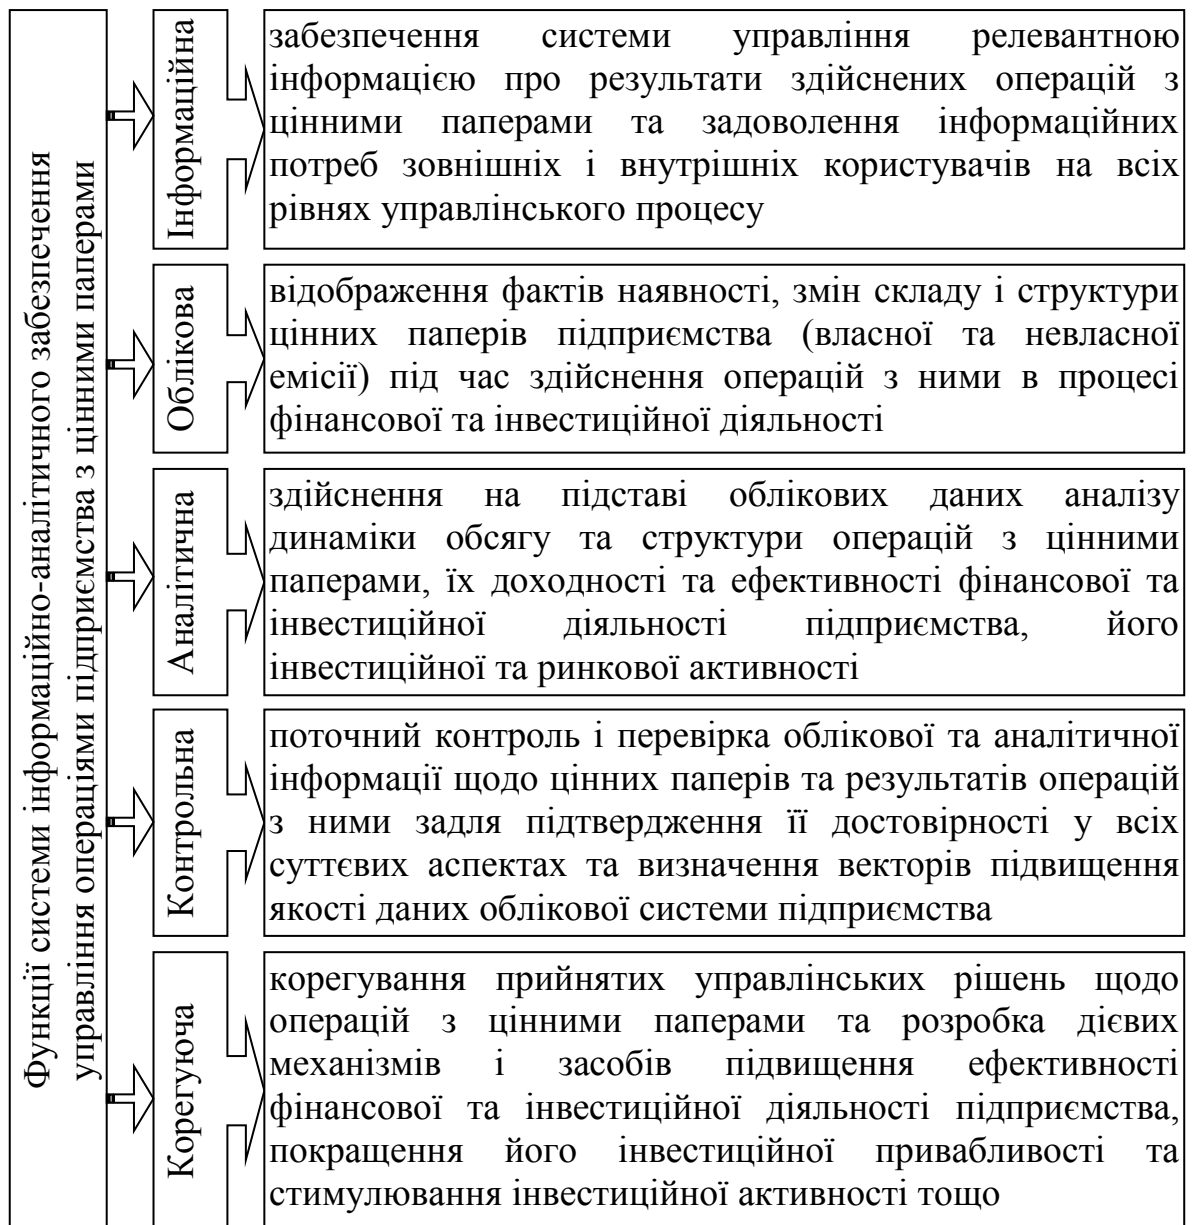 Функції системи інформаційно-аналітичного забезпечення
управління операціями підприємства з цінними паперами
Інформаційна
забезпечення системи управління релевантною
інформацією про результати здійснених операцій з
цінними паперами та задоволення інформаційних
потреб зовнішніх і внутрішніх користувачів на всіх
рівнях управлінського процесу
Облікова
відображення фактів наявності, змін складу і структури
цінних паперів підприємства (власної та невласної
емісії) під час здійснення операцій з ними в процесі
фінансової та інвестиційної діяльності
Аналітична
здійснення на підставі облікових даних аналізу
динаміки обсягу та структури операцій з цінними
паперами, їх доходності та ефективності фінансової та
інвестиційної діяльності підприємства, його
інвестиційної та ринкової активності
Контрольна
поточний контроль і перевірка облікової та аналітичної
інформації щодо цінних паперів та результатів операцій
з ними задля підтвердження її достовірності у всіх
суттєвих аспектах та визначення векторів підвищення
якості даних облікової системи підприємства
Корегуюча
корегування прийнятих управлінських рішень щодо
операцій з цінними паперами та розробка дієвих
механізмів і засобів підвищення ефективності
фінансової та інвестиційної діяльності підприємства,
покращення його інвестиційної привабливості та
стимулювання інвестиційної активності тощо